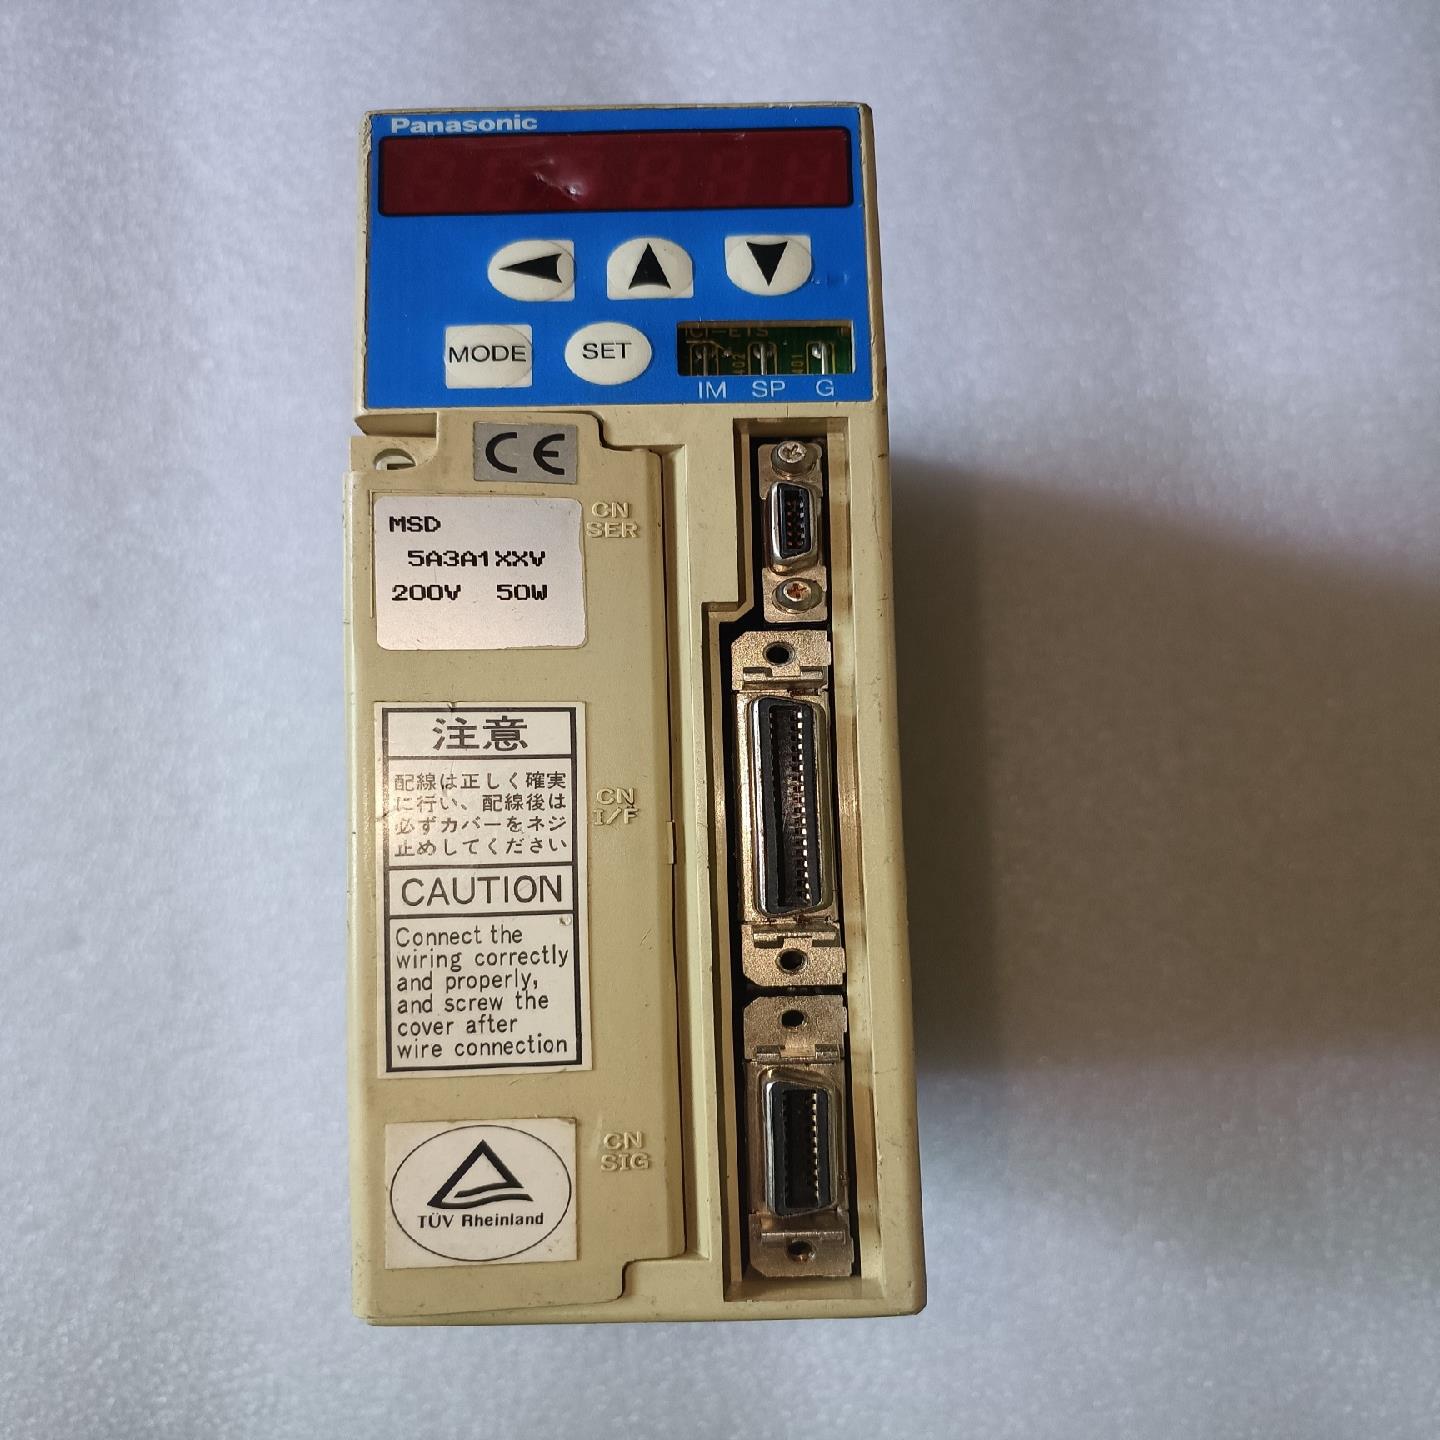 Panasonic
MODE
SET
IM SP G
CE
MSD
5A3A1XXV
200V 50W
CN
SER
注意
配線は正しく確実
に行い、配線後は
必ずカバーをネジ
止めしてください
CN
I/F
CAUTION
Connect the
wiring correctly
and properly,
and screw the
cover after
wire connection
CN
SIG
TÜV Rheinland